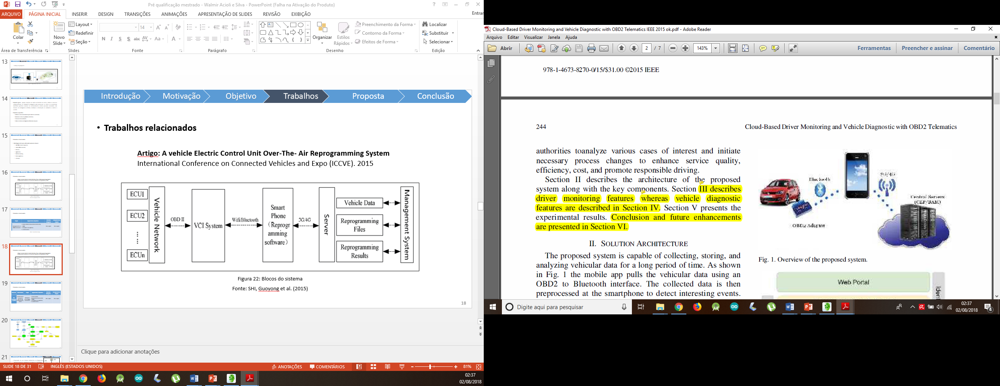 Pré qualificação mestrado - Walmir Acioli e Silva - PowerPoint (Falha na Ativação do Produto)
ARQUIVO PÁGINA INICIAL INSERIR DESIGN TRANSIÇÕES ANIMAÇÕES APRESENTAÇÃO DE SLIDES REVISÃO EXIBIÇÃO Entrar
Colar
Novo
Slide
Layout
Redefinir
Seção
14
N I S S abc AV Aa A
Organizar
Estilos
Rápidos
Preenchimento da Forma
Contorno da Forma
Efeitos de Forma
Localizar
Substituir
Selecionar
Área de Transferência Slides Fonte Parágrafo Desenho Edição
13
14
15
16
17
18
19
20
21
Introdução Motivação Objetivo Trabalhos Proposta Conclusão
• Trabalhos relacionados
Artigo: A vehicle Electric Control Unit Over-The- Air Reprogramming System
International Conference on Connected Vehicles and Expo (ICCVE). 2015
ECU1
ECU2
......
ECUn
Vehicle Network
OBD II
VCI System
Wifi/Bluetooth
Smart
Phone
(Reprogr
amming
software)
3G/4G
Server
Vehicle Data
Reprogramming
Files
Reprogramming
Results
Management System
Figura 22: Blocos do sistema
Fonte: SHI, Guoyong et al. (2015)
18
Clique para adicionar anotações
SLIDE 18 DE 31 INGLÊS (ESTADOS UNIDOS) ANOTAÇÕES COMENTÁRIOS 81%
02:37
02/08/2018
Cloud-Based Driver Monitoring and Vehicle Diagnostic with OBD2 Telematics IEEE 2015 ok.pdf - Adobe Reader
Arquivo Editar Visualizar Janela Ajuda
Abrir 2 / 7 143% Ferramentas Preencher e assinar Comentário
978-1-4673-8270-0/15/$31.00 ©2015 IEEE
244 Cloud-Based Driver Monitoring and Vehicle Diagnostic with OBD2 Telematics
authorities toanalyze various cases of interest and initiate
necessary process changes to enhance service quality,
efficiency, cost, and promote responsible driving.
Section II describes the architecture of the proposed
system along with the key components. Section III describes
driver monitoring features whereas vehicle diagnostic
features are described in Section IV. Section V presents the
experimental results. Conclusion and future enhancements
are presented in Section VI.
II. SOLUTION ARCHITECTURE
The proposed system is capable of collecting, storing, and
analyzing vehicular data for a long period of time. As shown
in Fig. 1 the mobile app pulls the vehicular data using an
OBD2 to Bluetooth interface. The collected data is then
preprocessed at the smartphone to detect interesting events.
Bluetooth
3G/4G
Central Servers
(CEP/BAM)
OBD2 Adaptor
Fig. 1. Overview of the proposed system.
Web Portal
Iden
Digite aqui para pesquisar
02:37
02/08/2018
4